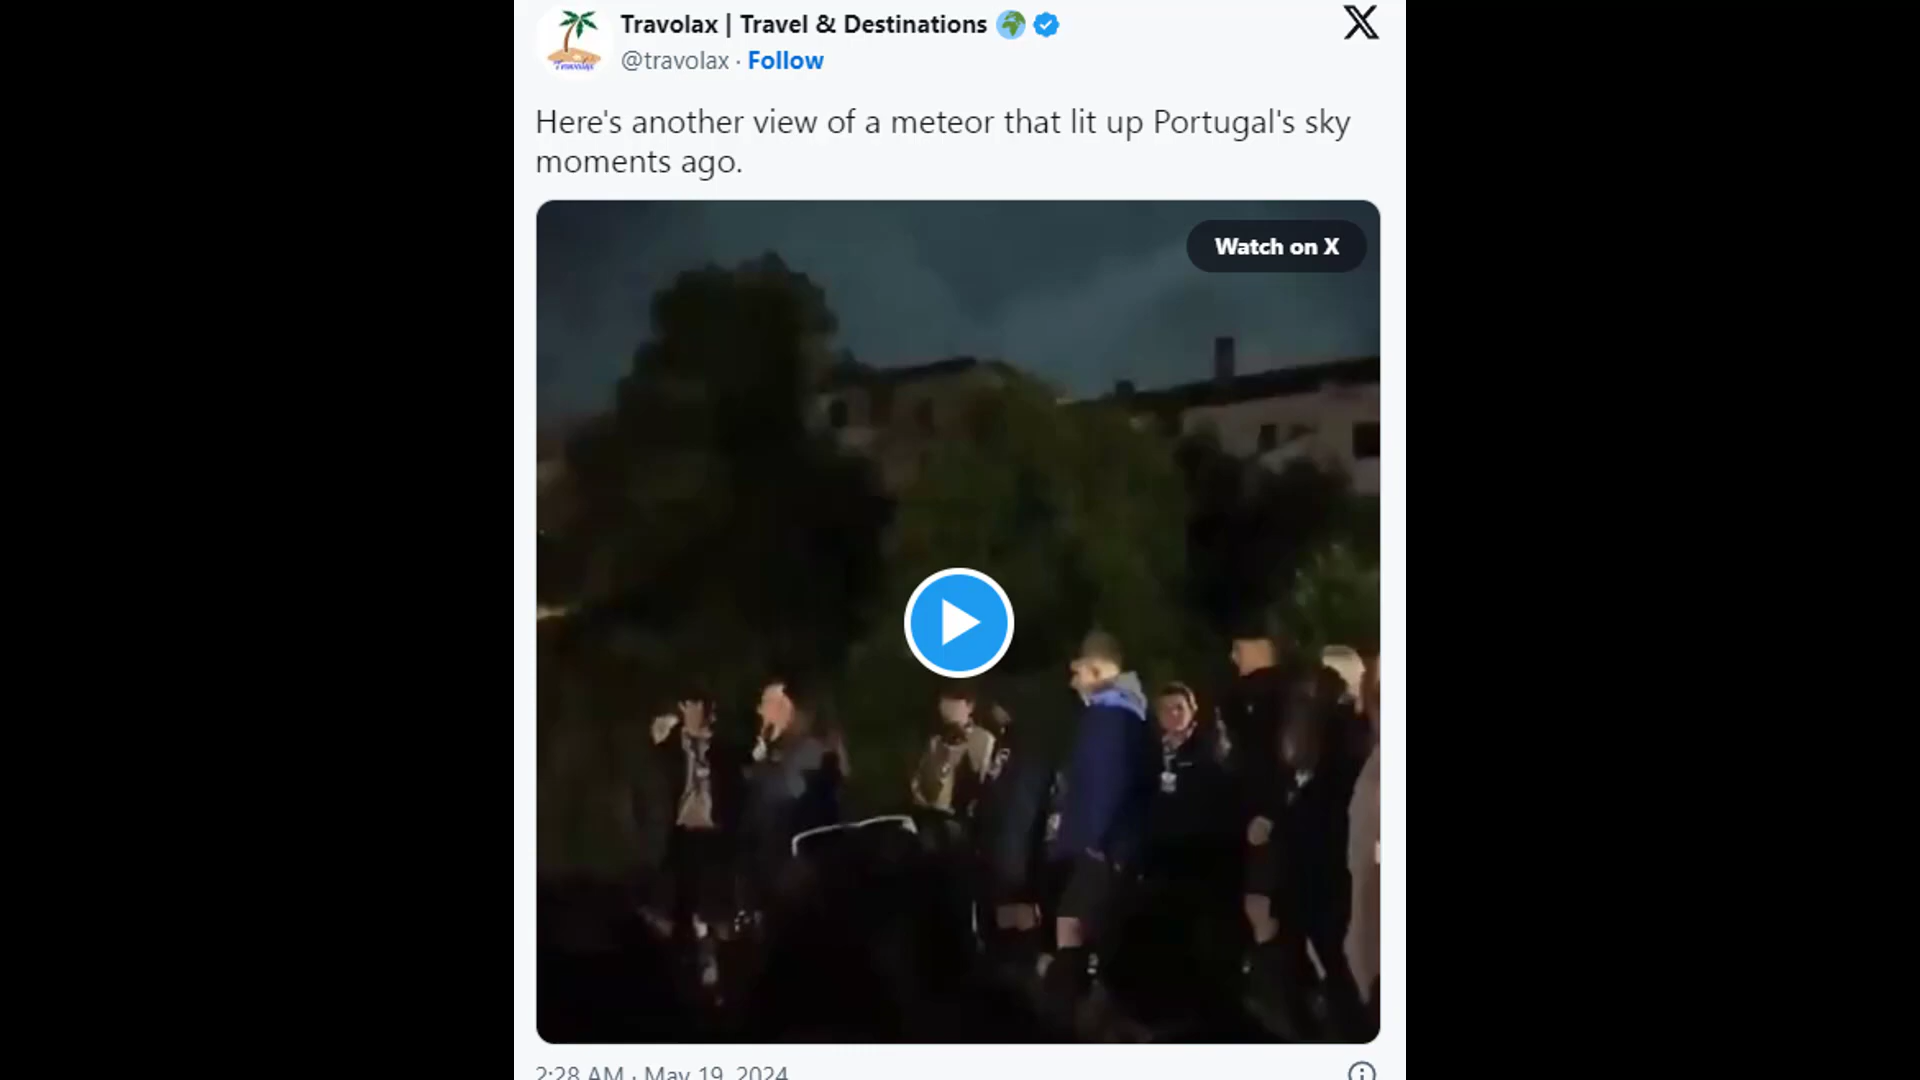 Travolax | Travel & Destinations
@travolax · Follow
Here's another view of a meteor that lit up Portugal's sky
moments ago.
Watch on X
2:28 AM · May 19, 2024